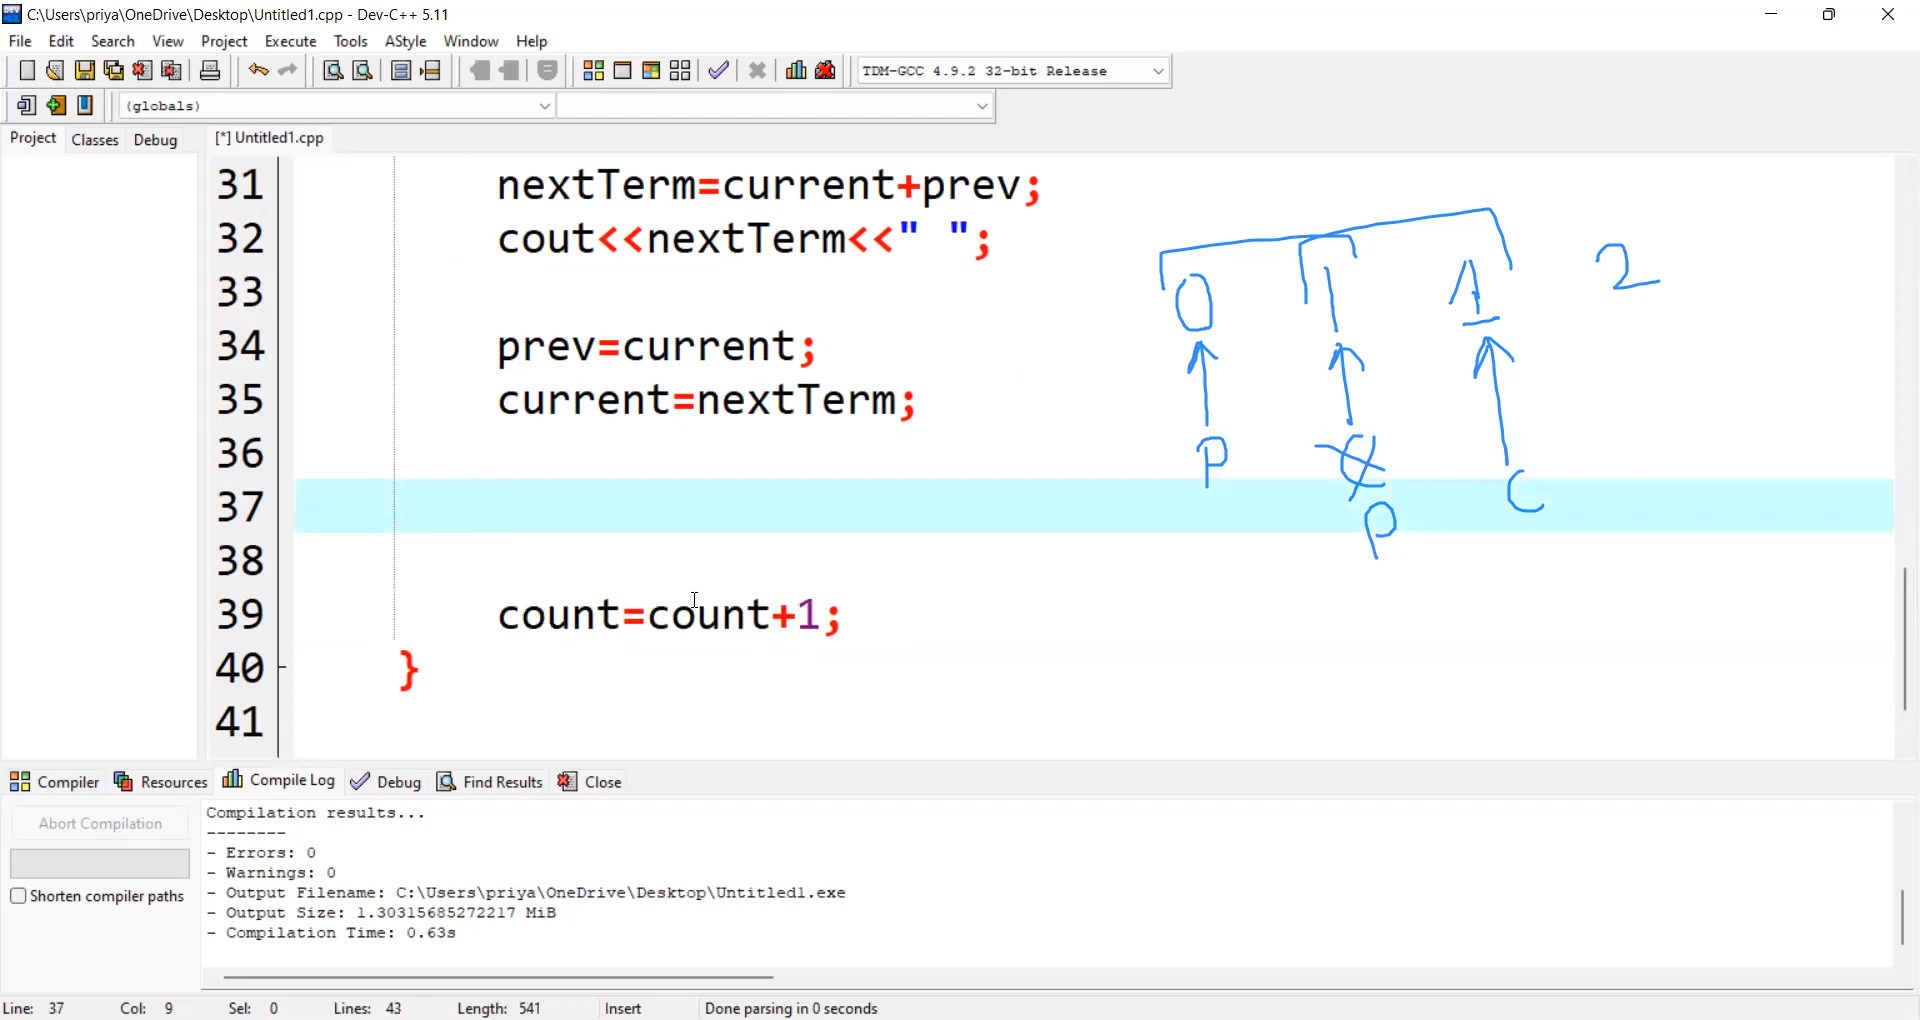 C:\Users\priya\OneDrive\Desktop\Untitled1.cpp - Dev-C++ 5.11
File Edit Search View Project Execute Tools AStyle Window Help
TDM-GCC 4.9.2 32-bit Release
(globals)
Project Classes Debug [*] Untitled1.cpp
31 nextTerm=current+prev;
32 cout<<nextTerm<<" ";
33
34 prev=current;
35 current=nextTerm;
36
37
38
39 count=count+1;
40 }
41
0 1 1 2
P C C
P
Compiler Resources Compile Log Debug Find Results Close
Abort Compilation
Shorten compiler paths
Compilation results...
--------
- Errors: 0
- Warnings: 0
- Output Filename: C:\Users\priya\OneDrive\Desktop\Untitled1.exe
- Output Size: 1.30315685272217 MiB
- Compilation Time: 0.63s
Line: 37 Col: 9 Sel: 0 Lines: 43 Length: 541 Insert Done parsing in 0 seconds